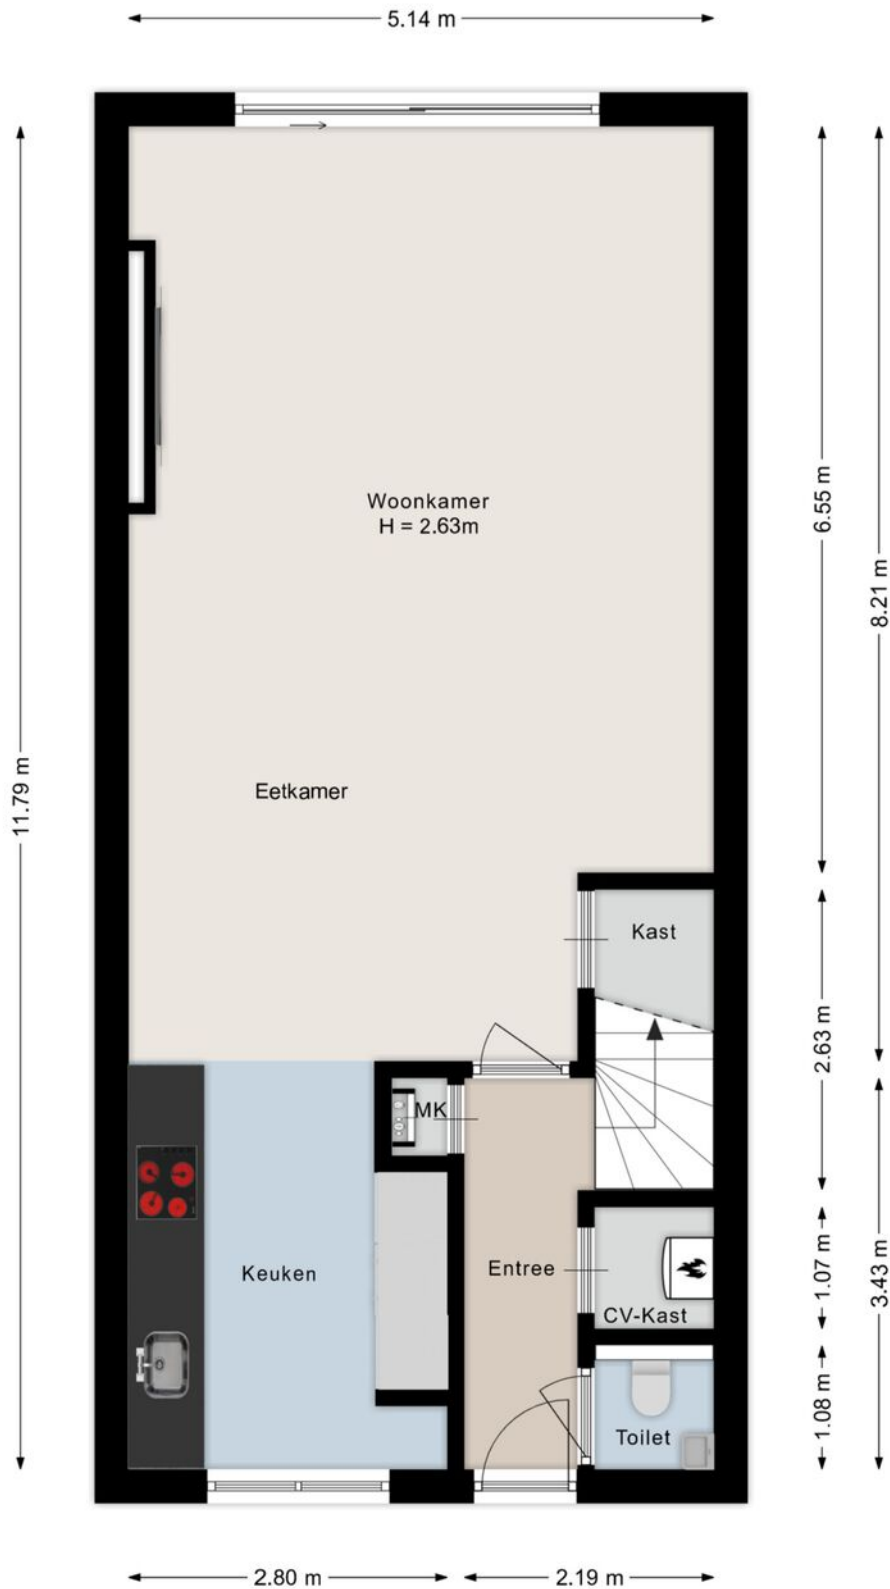 5.14 m
Woonkamer
H = 2.63m
6.55 m
8.21 m
11.79 m
Eetkamer
Kast
2.63 m
MK
Keuken
Entree
CV-Kast
1.07 m
3.43 m
Toilet
1.08 m
2.80 m
2.19 m